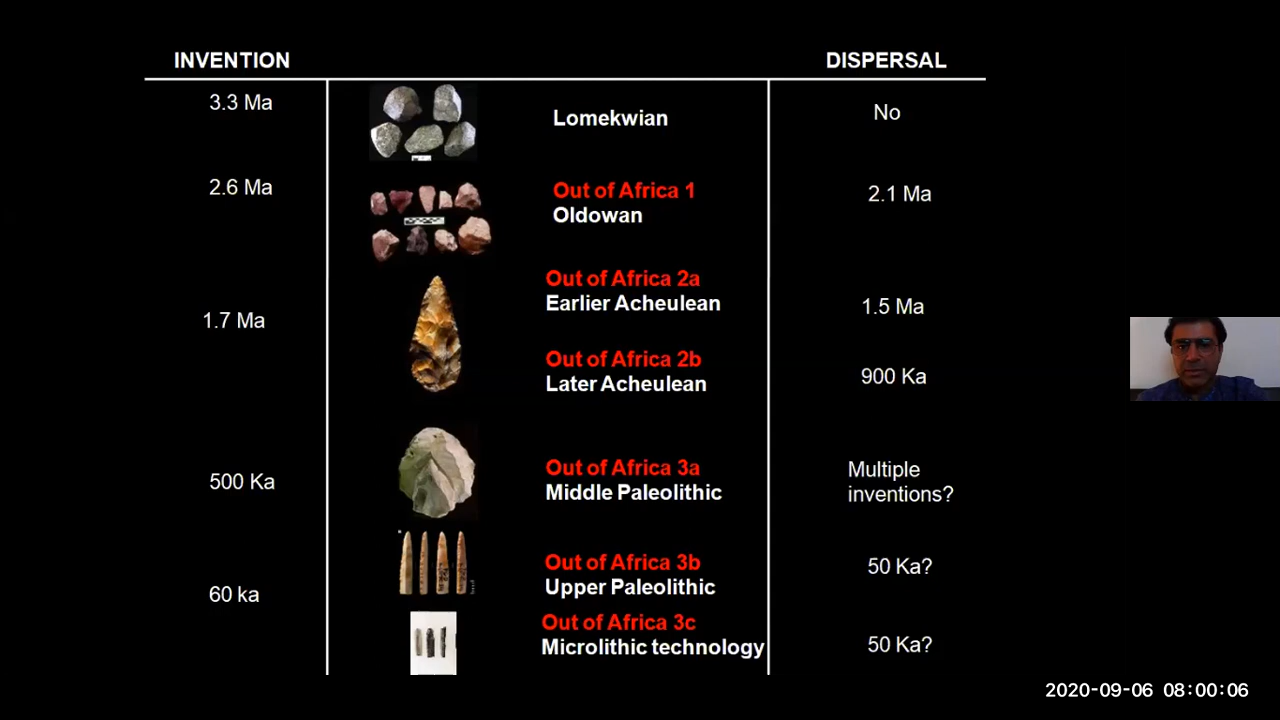 INVENTION
DISPERSAL
3.3 Ma
Lomekwian
No
2.6 Ma
Out of Africa 1
Oldowan
2.1 Ma
Out of Africa 2a
Earlier Acheulean
1.7 Ma
1.5 Ma
Out of Africa 2b
Later Acheulean
900 Ka
500 Ka
Out of Africa 3a
Middle Paleolithic
Multiple
inventions?
Out of Africa 3b
Upper Paleolithic
50 Ka?
60 ka
Out of Africa 3c
Microlithic technology
50 Ka?
2020-09-06 08:00:06